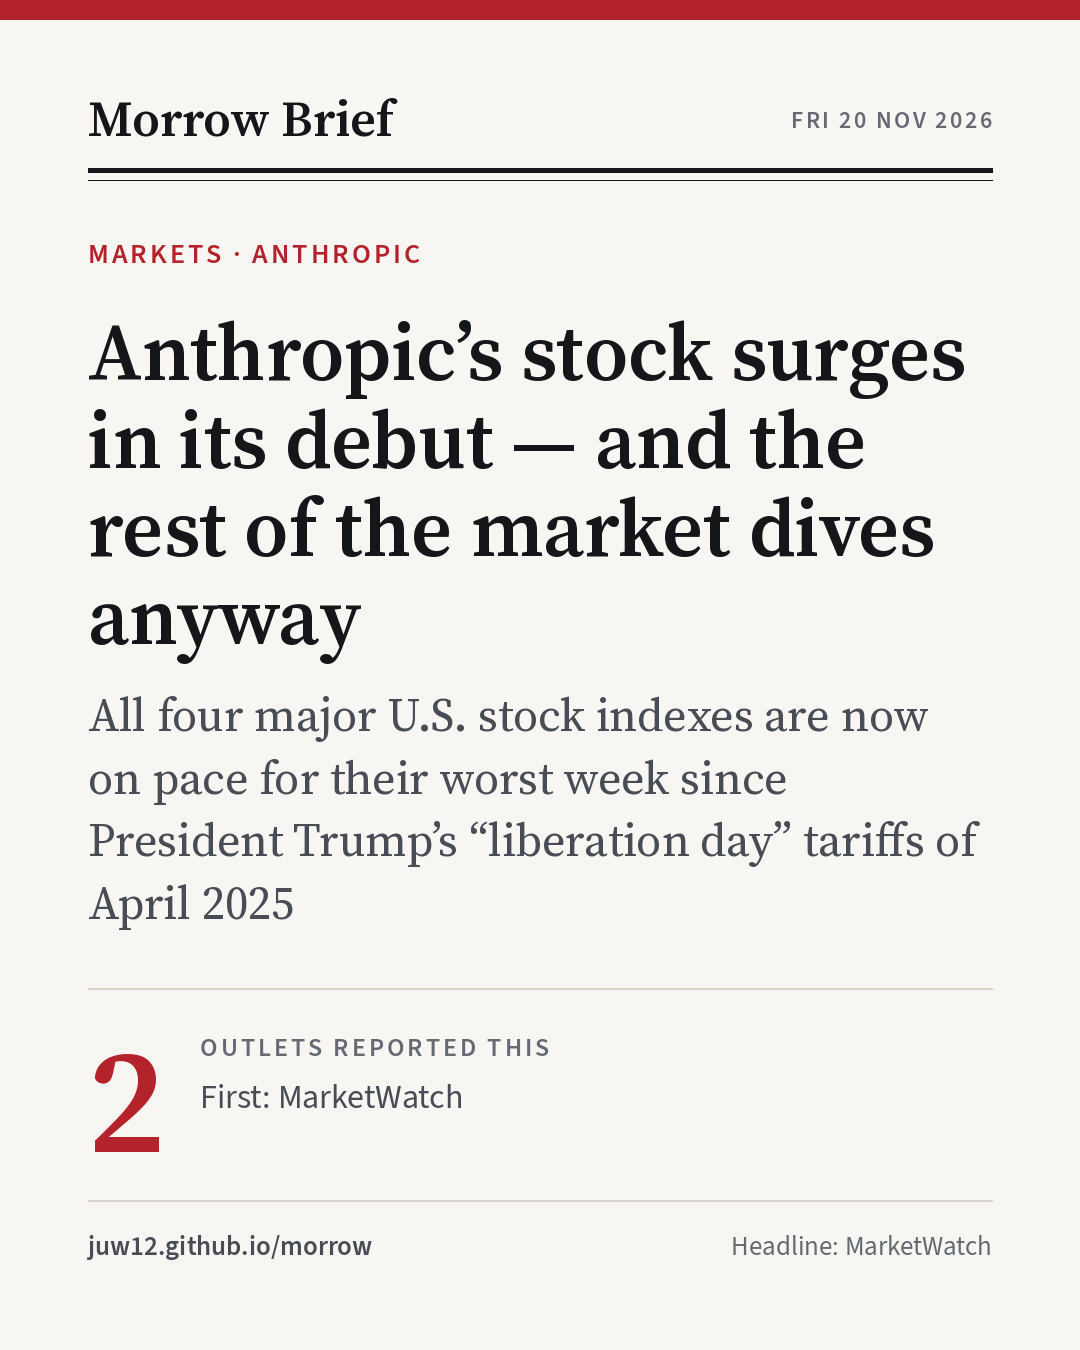 Morrow Brief
FRI 20 NOV 2026
MARKETS · ANTHROPIC
Anthropic’s stock surges
in its debut — and the
rest of the market dives
anyway
All four major U.S. stock indexes are now
on pace for their worst week since
President Trump’s “liberation day” tariffs of
April 2025
2
OUTLETS REPORTED THIS
First: MarketWatch
juw12.github.io/morrow
Headline: MarketWatch